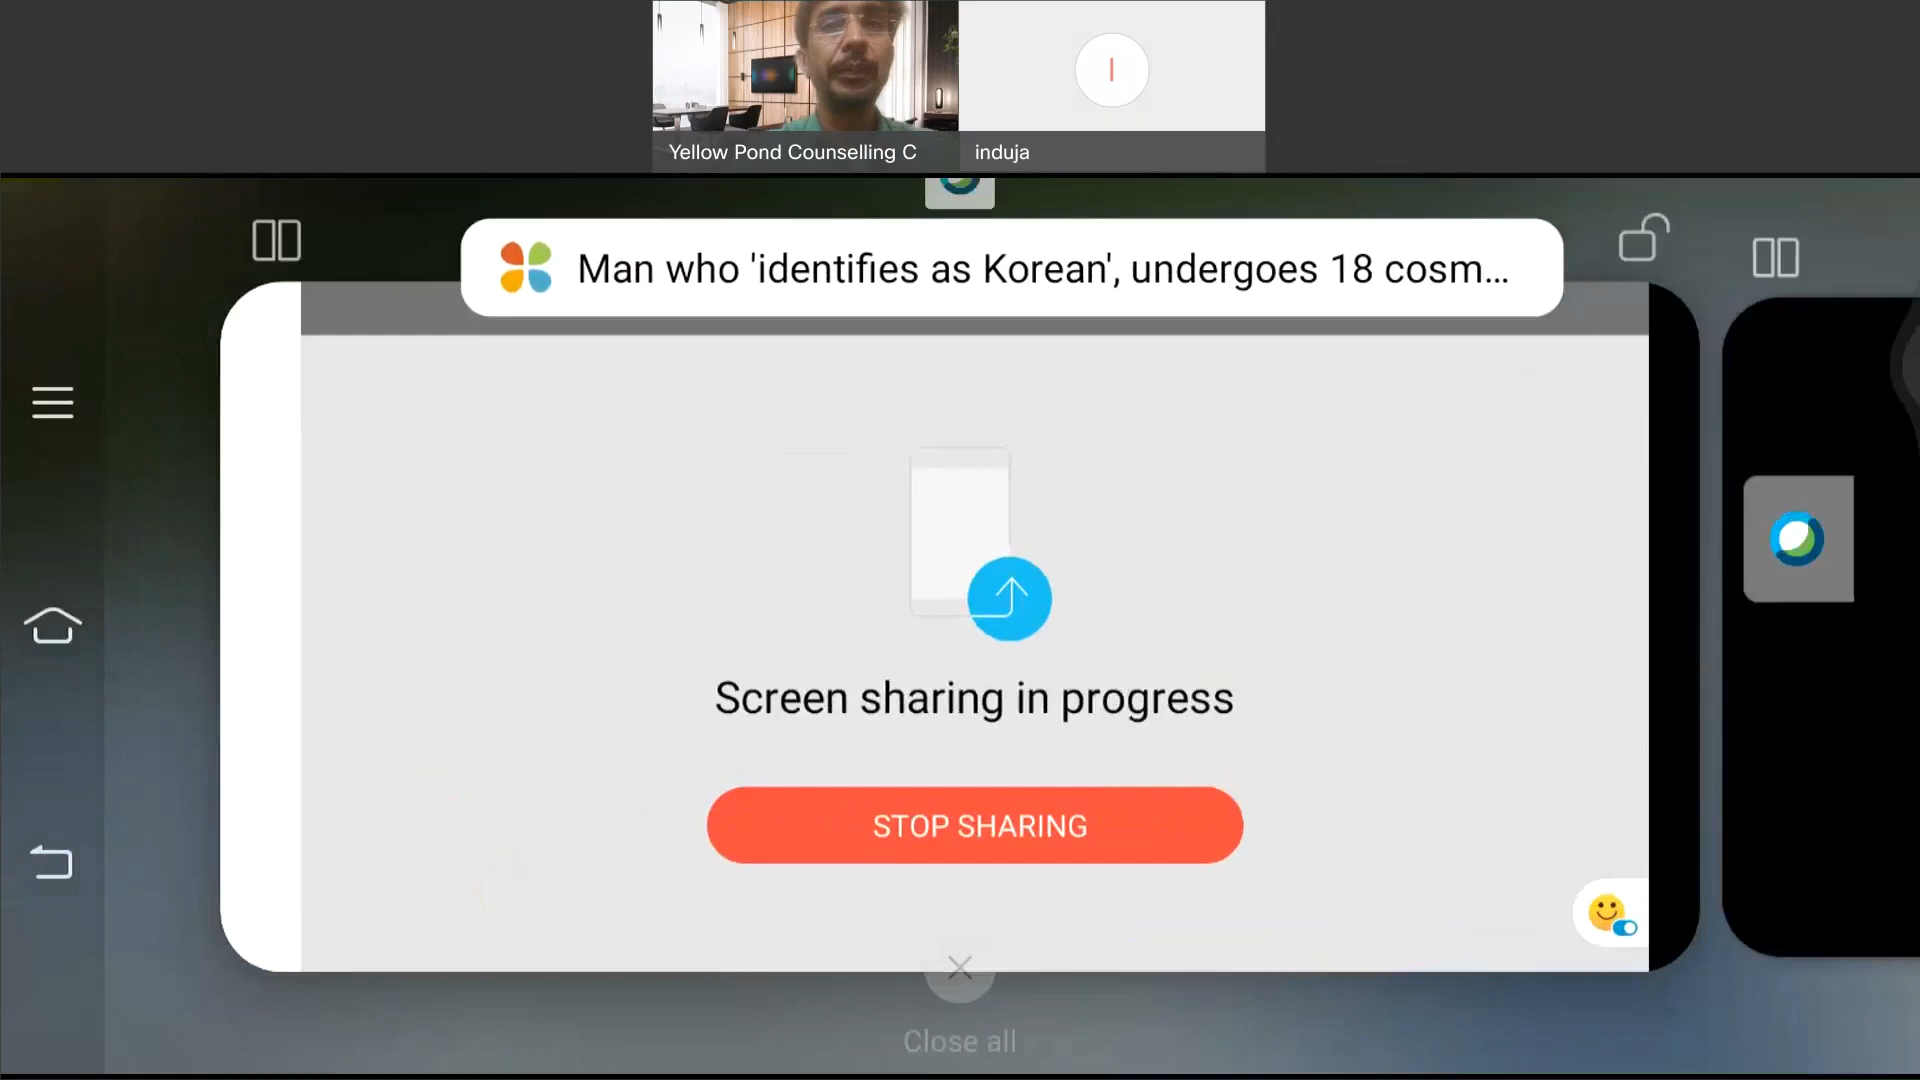 Yellow Pond Counselling C
induja
I
Man who 'identifies as Korean', undergoes 18 cosm...
Screen sharing in progress
STOP SHARING
Close all